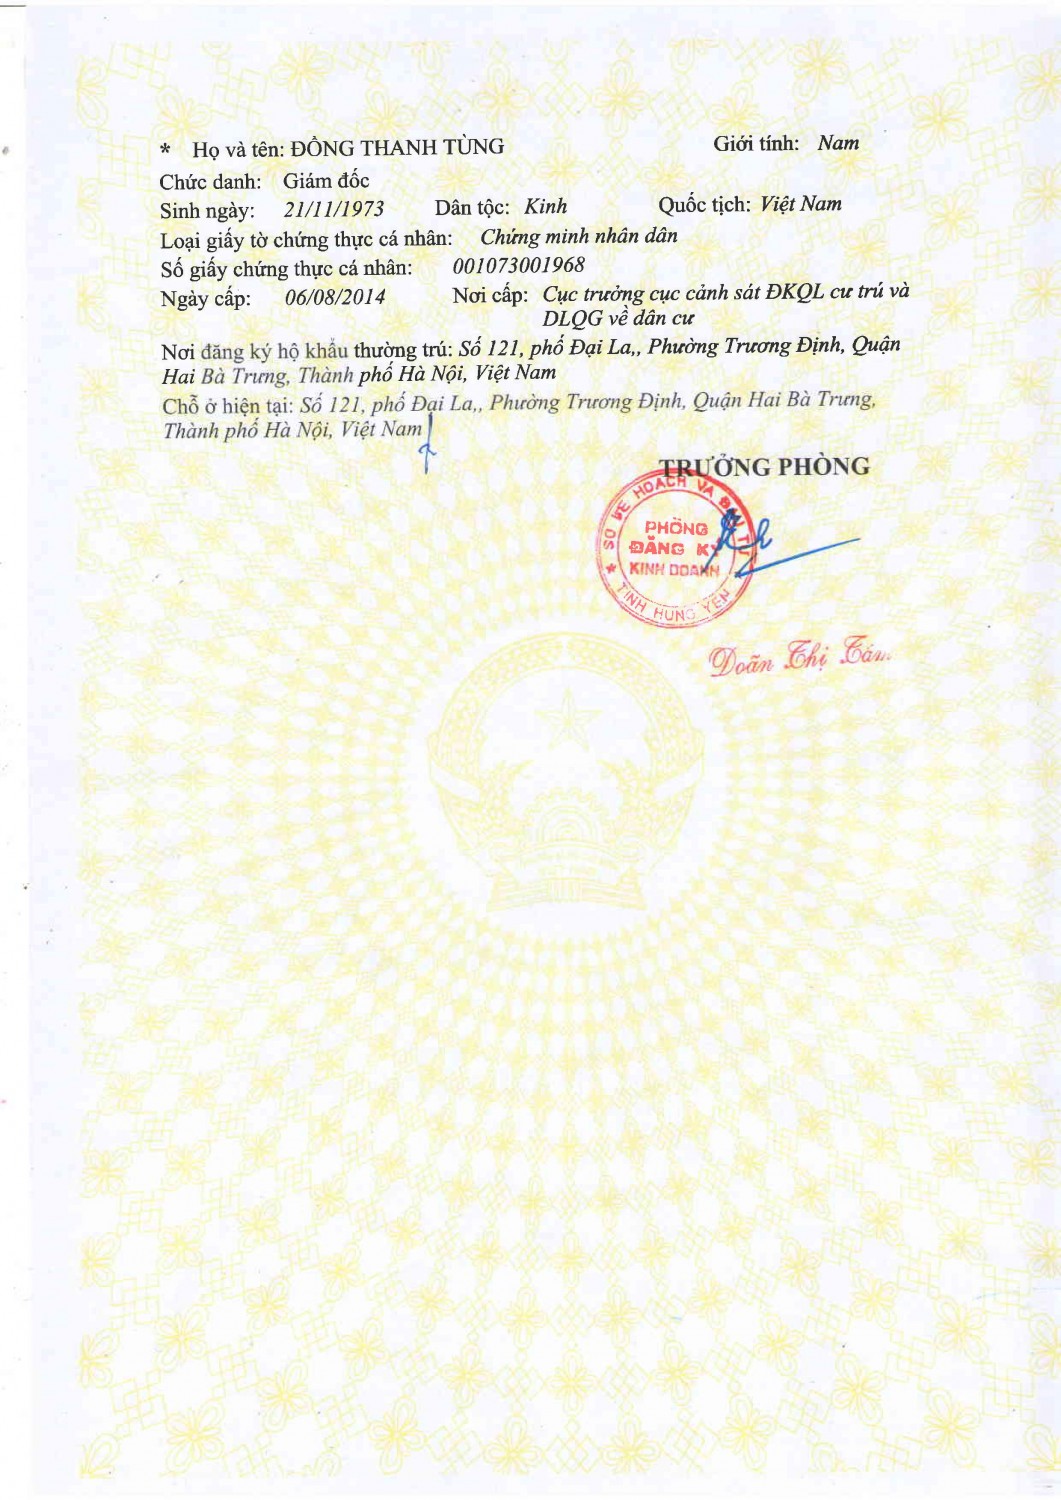 * Họ và tên: ĐỒNG THANH TÙNG Giới tính: Nam
Chức danh: Giám đốc
Sinh ngày: 21/11/1973 Dân tộc: Kinh Quốc tịch: Việt Nam
Loại giấy tờ chứng thực cá nhân: Chứng minh nhân dân
Số giấy chứng thực cá nhân: 001073001968
Ngày cấp: 06/08/2014 Nơi cấp: Cục trưởng cục cảnh sát ĐKQL cư trú và
DLQG về dân cư
Nơi đăng ký hộ khẩu thường trú: Số 121, phố Đại La,, Phường Trương Định, Quận
Hai Bà Trưng, Thành phố Hà Nội, Việt Nam
Chỗ ở hiện tại: Số 121, phố Đại La,, Phường Trương Định, Quận Hai Bà Trưng,
Thành phố Hà Nội, Việt Nam
TRƯỞNG PHÒNG
SỞ KẾ HOẠCH VÀ ĐẦU TƯ
PHÒNG
ĐĂNG KÝ
KINH DOANH
★ TỈNH HƯNG YÊN
Doãn Thị Tám